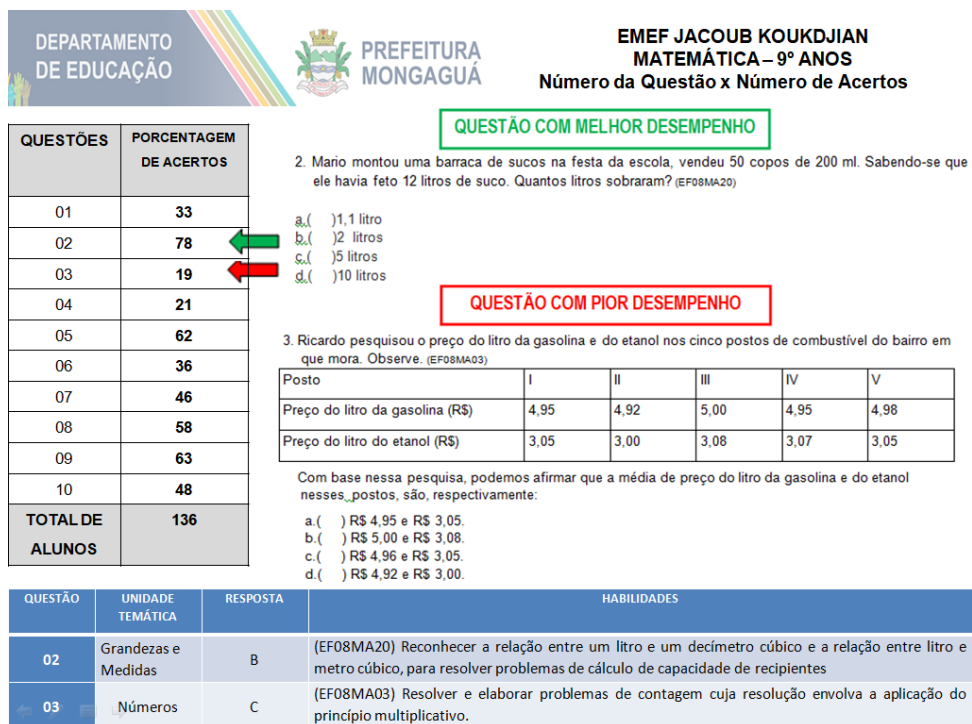 DEPARTAMENTO
DE EDUCAÇÃO
PREFEITURA
MONGAGUÁ
EMEF JACOUB KOUKDJIAN
MATEMÁTICA – 9º ANOS
Número da Questão x Número de Acertos
QUESTÕES PORCENTAGEM
DE ACERTOS
01 33
02 78
03 19
04 21
05 62
06 36
07 46
08 58
09 63
10 48
TOTAL DE 136
ALUNOS
QUESTÃO COM MELHOR DESEMPENHO
2. Mario montou uma barraca de sucos na festa da escola, vendeu 50 copos de 200 ml. Sabendo-se que
ele havia feto 12 litros de suco. Quantos litros sobraram? (EF08MA20)
a.( )1,1 litro
b.( )2 litros
c.( )5 litros
d.( )10 litros
QUESTÃO COM PIOR DESEMPENHO
3. Ricardo pesquisou o preço do litro da gasolina e do etanol nos cinco postos de combustível do bairro em
que mora. Observe. (EF08MA03)
Posto I II III IV V
Preço do litro da gasolina (R$) 4,95 4,92 5,00 4,95 4,98
Preço do litro do etanol (R$) 3,05 3,00 3,08 3,07 3,05
Com base nessa pesquisa, podemos afirmar que a média de preço do litro da gasolina e do etanol
nesses postos, são, respectivamente:
a.( ) R$ 4,95 e R$ 3,05.
b.( ) R$ 5,00 e R$ 3,08.
c.( ) R$ 4,96 e R$ 3,05.
d.( ) R$ 4,92 e R$ 3,00.
QUESTÃO UNIDADE RESPOSTA HABILIDADES
TEMÁTICA
02 Grandezas e Medidas B (EF08MA20) Reconhecer a relação entre um litro e um decímetro cúbico e a relação entre litro e
metro cúbico, para resolver problemas de cálculo de capacidade de recipientes
03 Números C (EF08MA03) Resolver e elaborar problemas de contagem cuja resolução envolva a aplicação do
princípio multiplicativo.